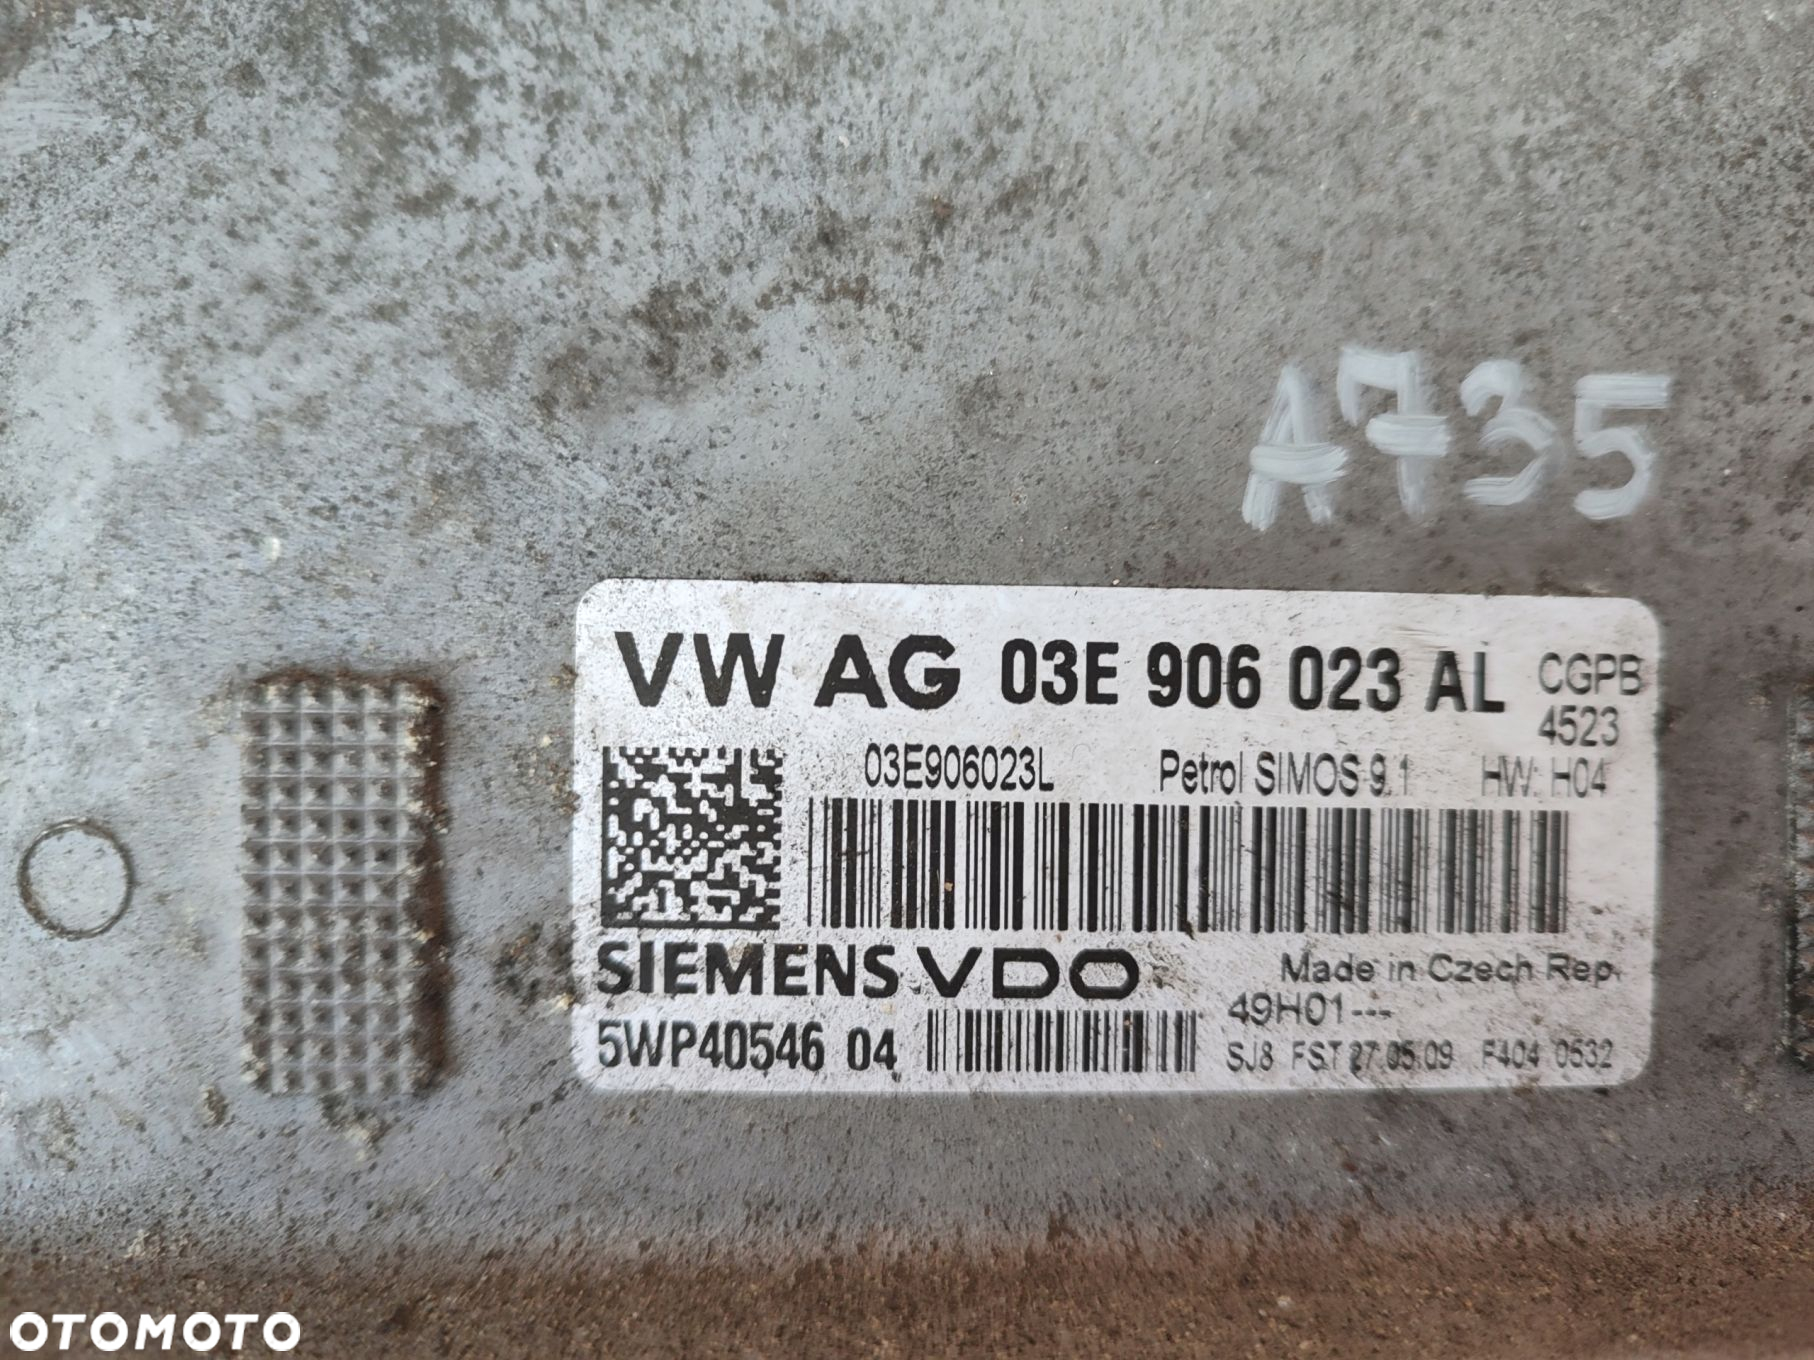 A735
VW AG 03E 906 023 AL CGPB
4523
03E906023L Petrol SIMOS 9.1 HW: H04
SIEMENS VDO Made in Czech Rep.
49H01---
5WP40546 04 SJ8 FST 27.05.09 F404 0532
OTOMOTO